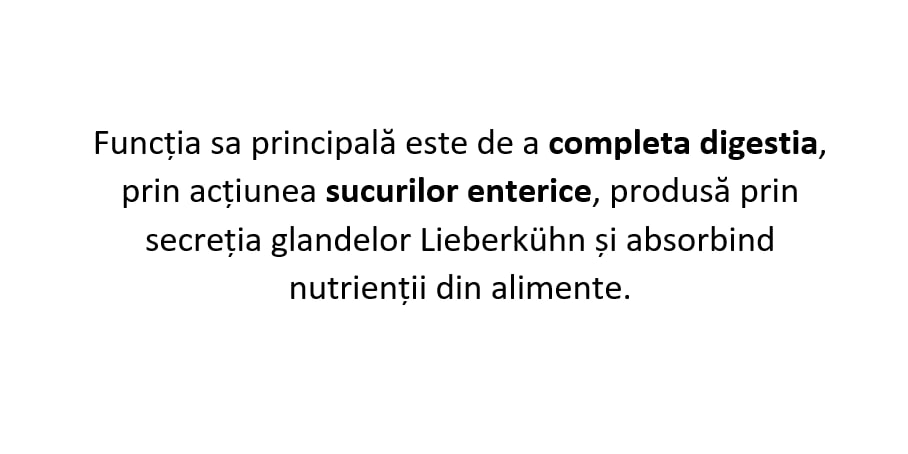 Funcția sa principală este de a completa digestia,
prin acțiunea sucurilor enterice, produsă prin
secreția glandelor Lieberkühn și absorbind
nutrienții din alimente.